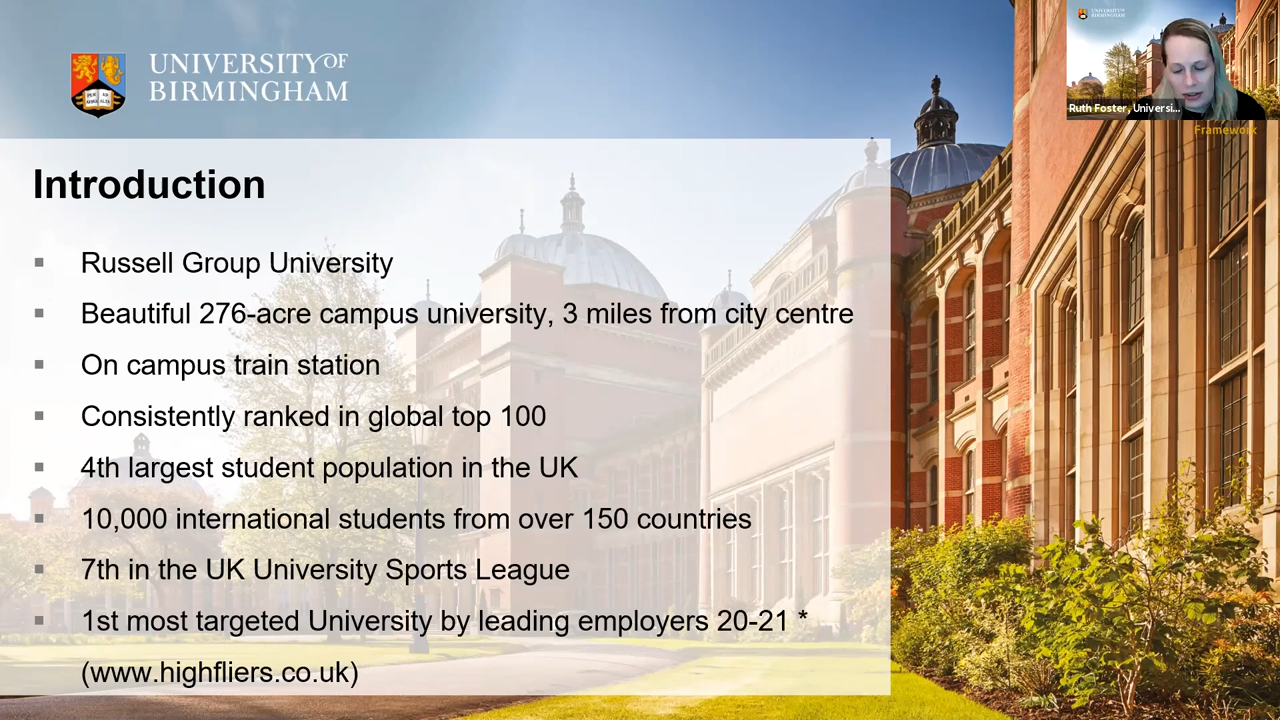 UNIVERSITY OF
BIRMINGHAM
Introduction
Russell Group University
Beautiful 276-acre campus university, 3 miles from city centre
On campus train station
Consistently ranked in global top 100
4th largest student population in the UK
10,000 international students from over 150 countries
7th in the UK University Sports League
1st most targeted University by leading employers 20-21 *
(www.highfliers.co.uk)
UNIVERSITY OF
BIRMINGHAM
Ruth Foster, Universi...
Framework